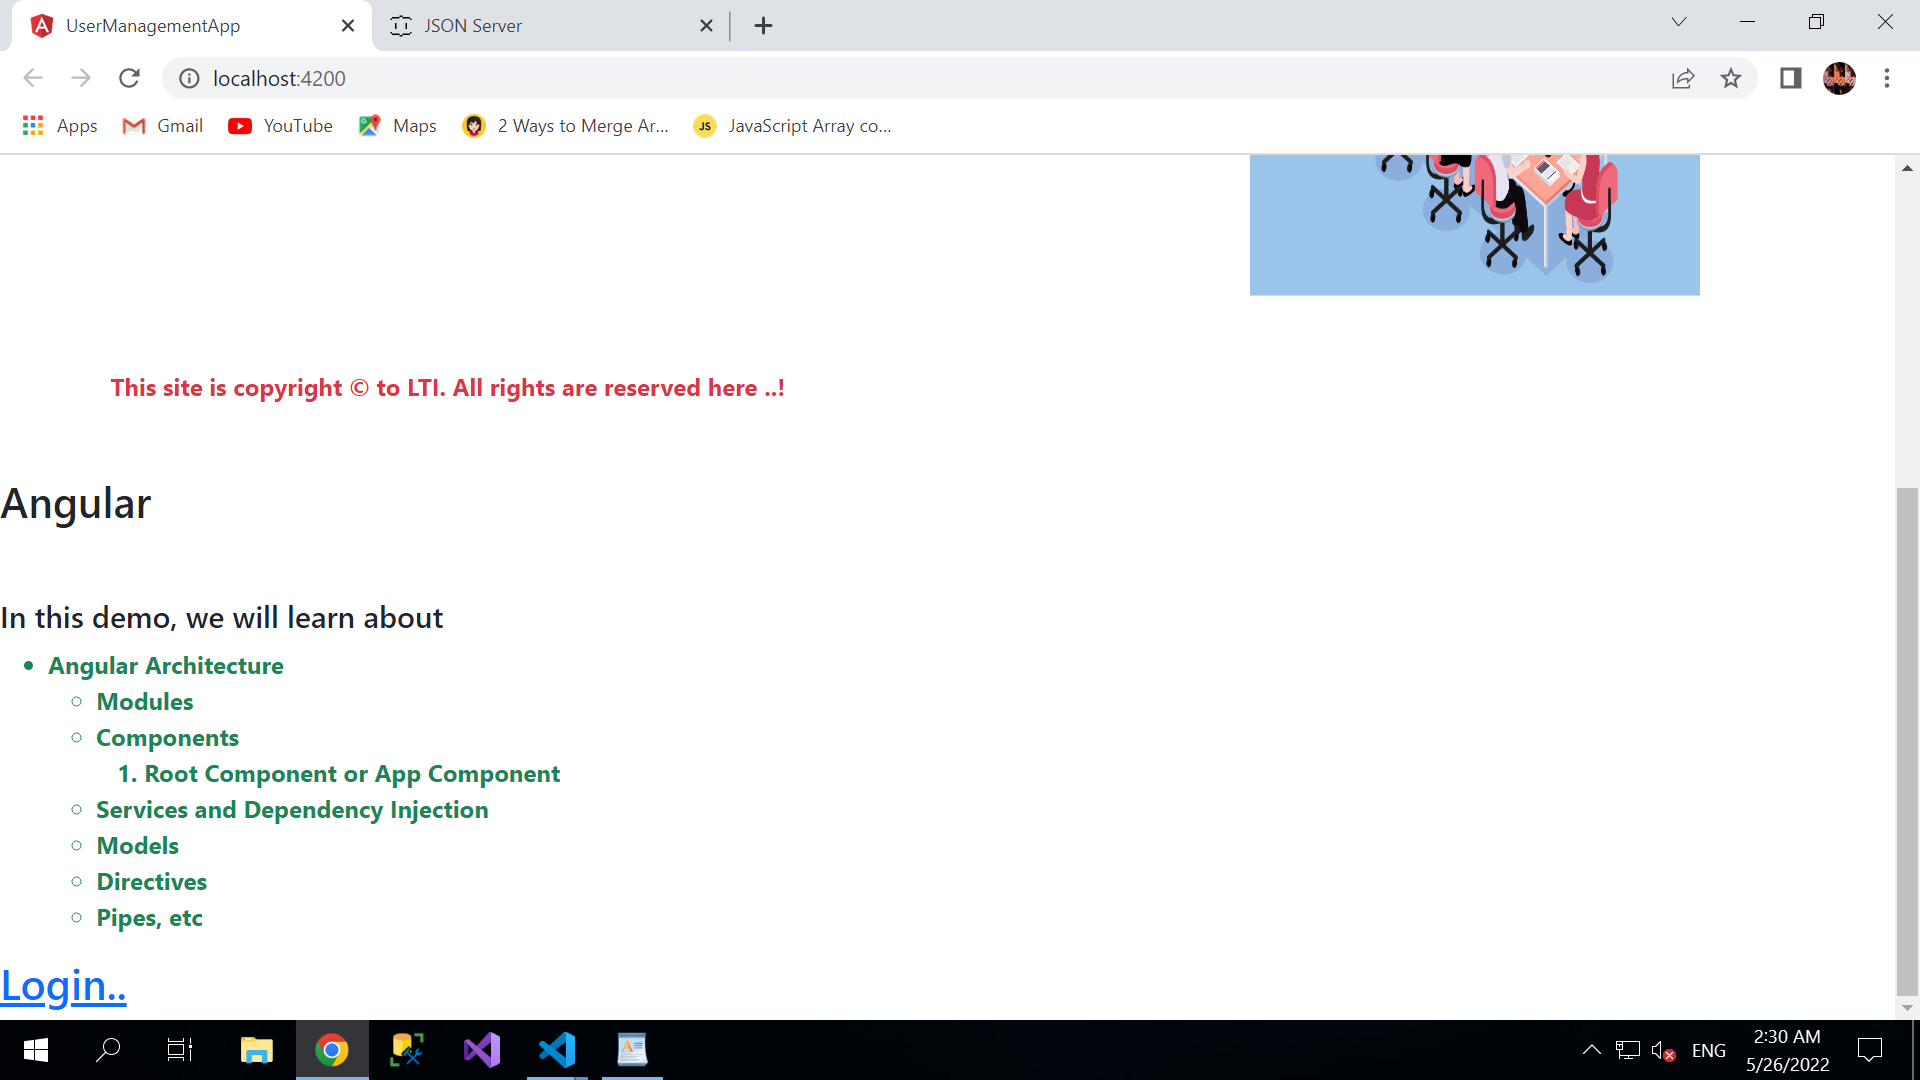 UserManagementApp
JSON Server
localhost:4200
Apps
Gmail
YouTube
Maps
2 Ways to Merge Ar...
JS
JavaScript Array co...
This site is copyright © to LTI. All rights are reserved here ..!
Angular
In this demo, we will learn about
Angular Architecture
Modules
Components
1. Root Component or App Component
Services and Dependency Injection
Models
Directives
Pipes, etc
Login..
ENG
2:30 AM
5/26/2022